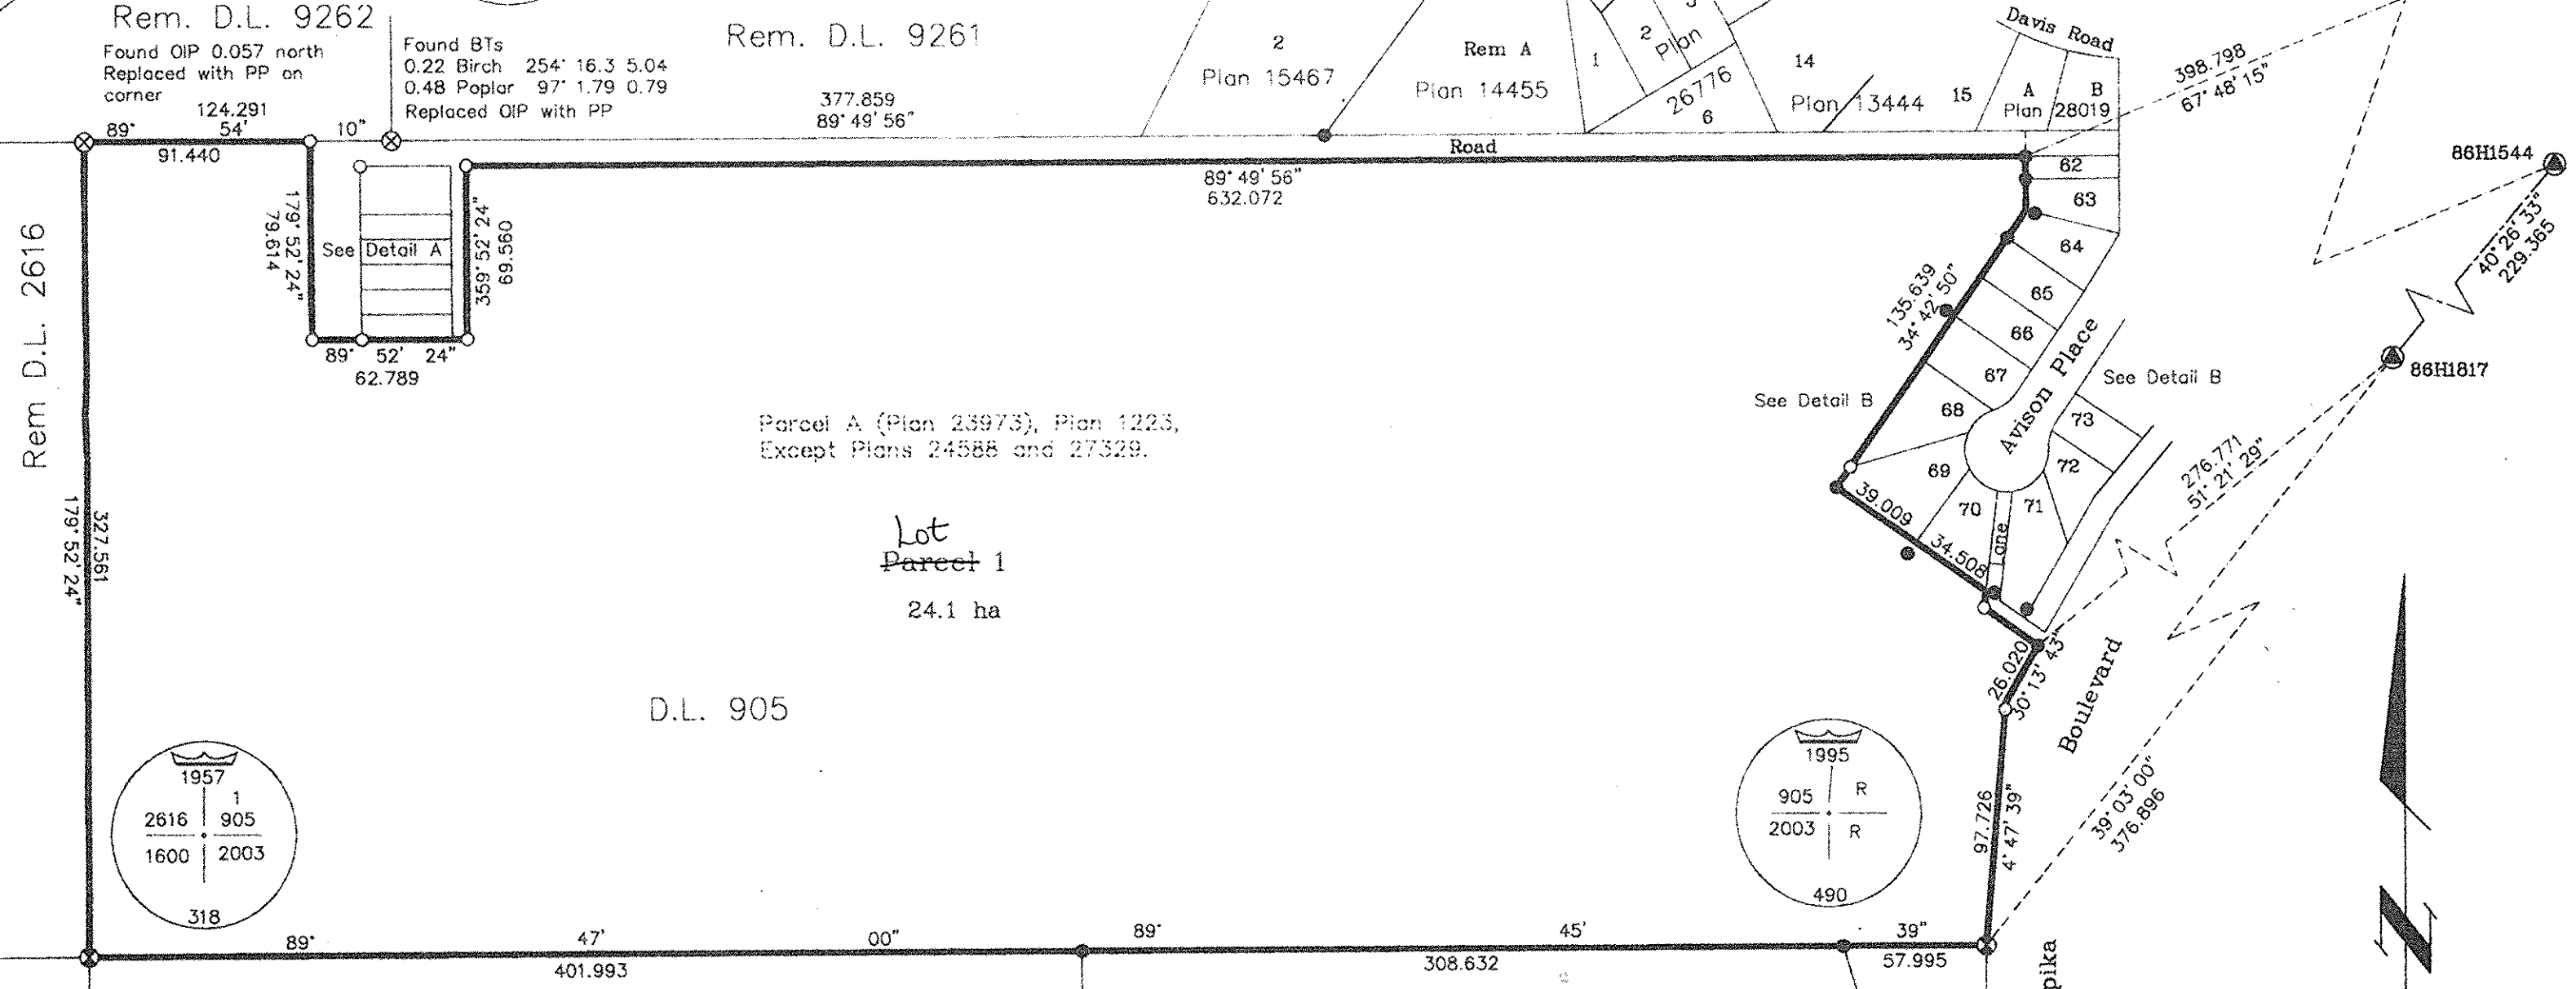 Rem. D.L. 9262
Found OIP 0.057 north
Replaced with PP on
corner
Found BTs
0.22 Birch 254° 16.3 5.04
0.48 Poplar 97° 1.79 0.79
Replaced OIP with PP
Rem. D.L. 9261
377.859
89° 49' 56"
2
Plan 15467
Rem A
Plan 14455
1
2
3
Plan
26776
6
14
Plan 13444
15
Davis Road
A
B
Plan 28019
398.798
67° 48' 15"
124.291
89° 54' 10"
91.440
Road
89° 49' 56"
632.072
62
63
64
65
66
67
68
69
70
71
72
73
86H1544
40° 26' 33"
229.365
86H1817
179° 52' 24"
79.614
See Detail A
359° 52' 24"
69.560
89° 52' 24"
62.789
Rem D.L. 2616
135.639
34° 42' 50"
See Detail B
Avison Place
See Detail B
Parcel A (Plan 23973), Plan 1223,
Except Plans 24588 and 27329.
327.561
179° 52' 24"
Lot
Parcel 1
24.1 ha
39.009
34.508
Lane
276.771
51° 21' 29"
D.L. 905
26.020
30° 13' 43"
Boulevard
1957
2616
1
905
1600
2003
318
1995
905
R
2003
R
490
97.726
4° 47' 39"
39° 03' 00"
376.896
89° 47' 00"
401.993
89° 45' 39"
308.632
57.995
pika
N